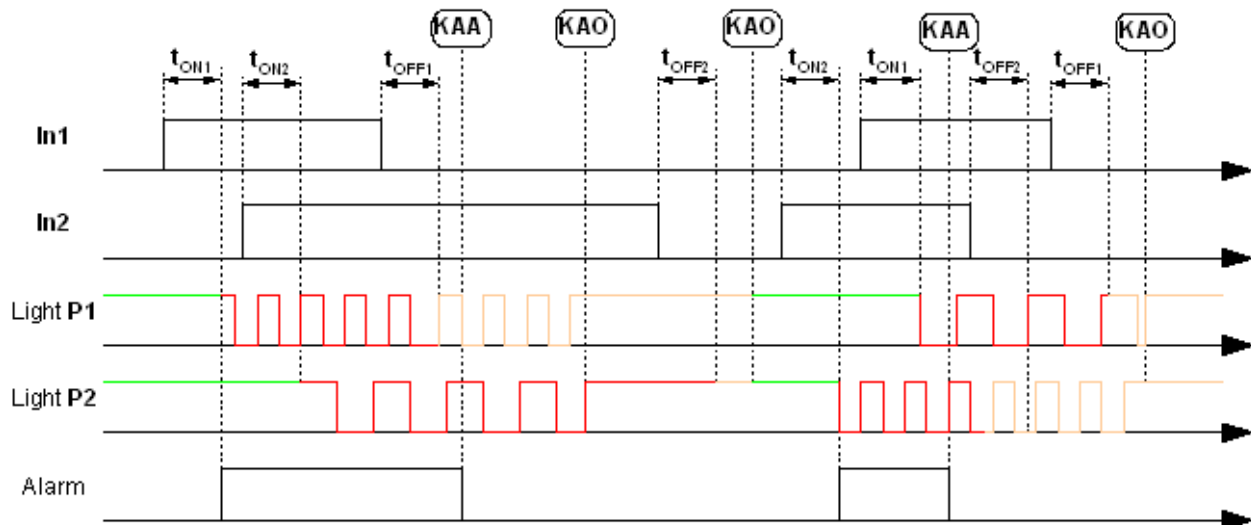 KAA KAO KAO KAA KAO
tON1 tON2 tOFF1 tOFF2 tON2 tON1 tOFF2 tOFF1
In1
In2
Light P1
Light P2
Alarm